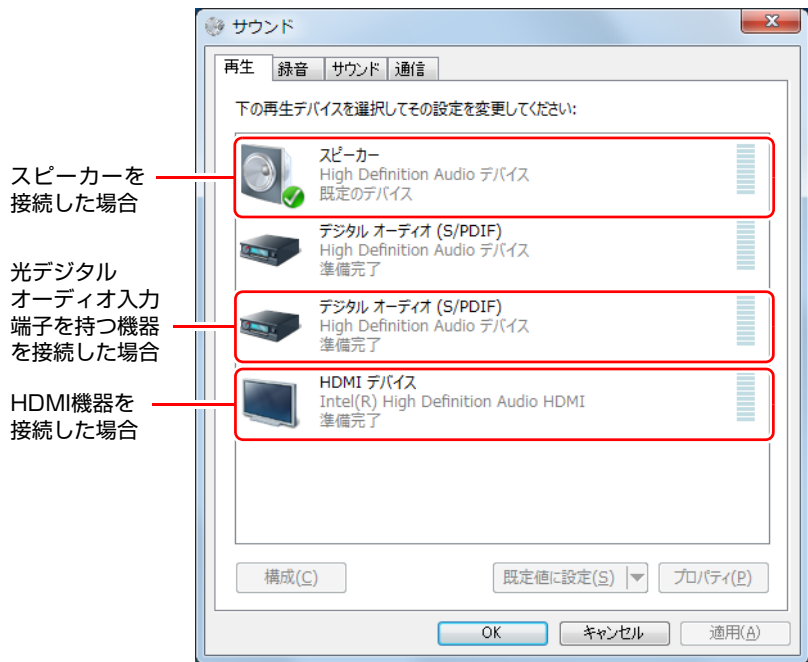 サウンド
再生
録音
サウンド
通信
下の再生デバイスを選択してその設定を変更してください:
スピーカーを
接続した場合
スピーカー
High Definition Audio デバイス
既定のデバイス
デジタル オーディオ (S/PDIF)
High Definition Audio デバイス
準備完了
光デジタル
オーディオ入力
端子を持つ機器
を接続した場合
デジタル オーディオ (S/PDIF)
High Definition Audio デバイス
準備完了
HDMI機器を
接続した場合
HDMI デバイス
Intel(R) High Definition Audio HDMI
準備完了
構成(C)
既定値に設定(S)
プロパティ(P)
OK
キャンセル
適用(A)